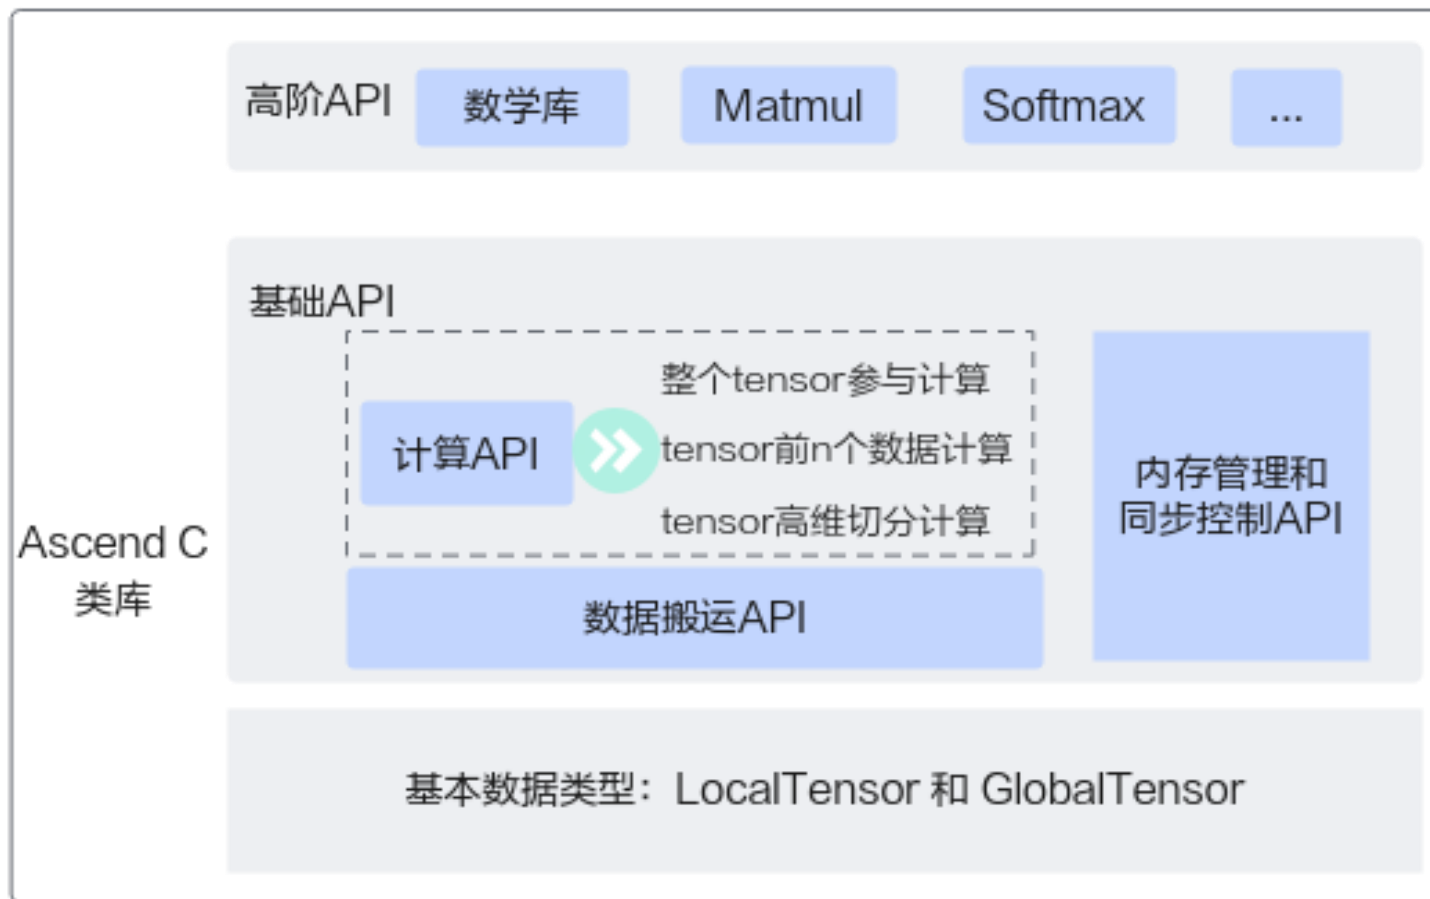 高阶API
数学库
Matmul
Softmax
...
基础API
计算API
整个tensor参与计算
tensor前n个数据计算
tensor高维切分计算
数据搬运API
内存管理和
同步控制API
Ascend C
类库
基本数据类型：LocalTensor 和 GlobalTensor